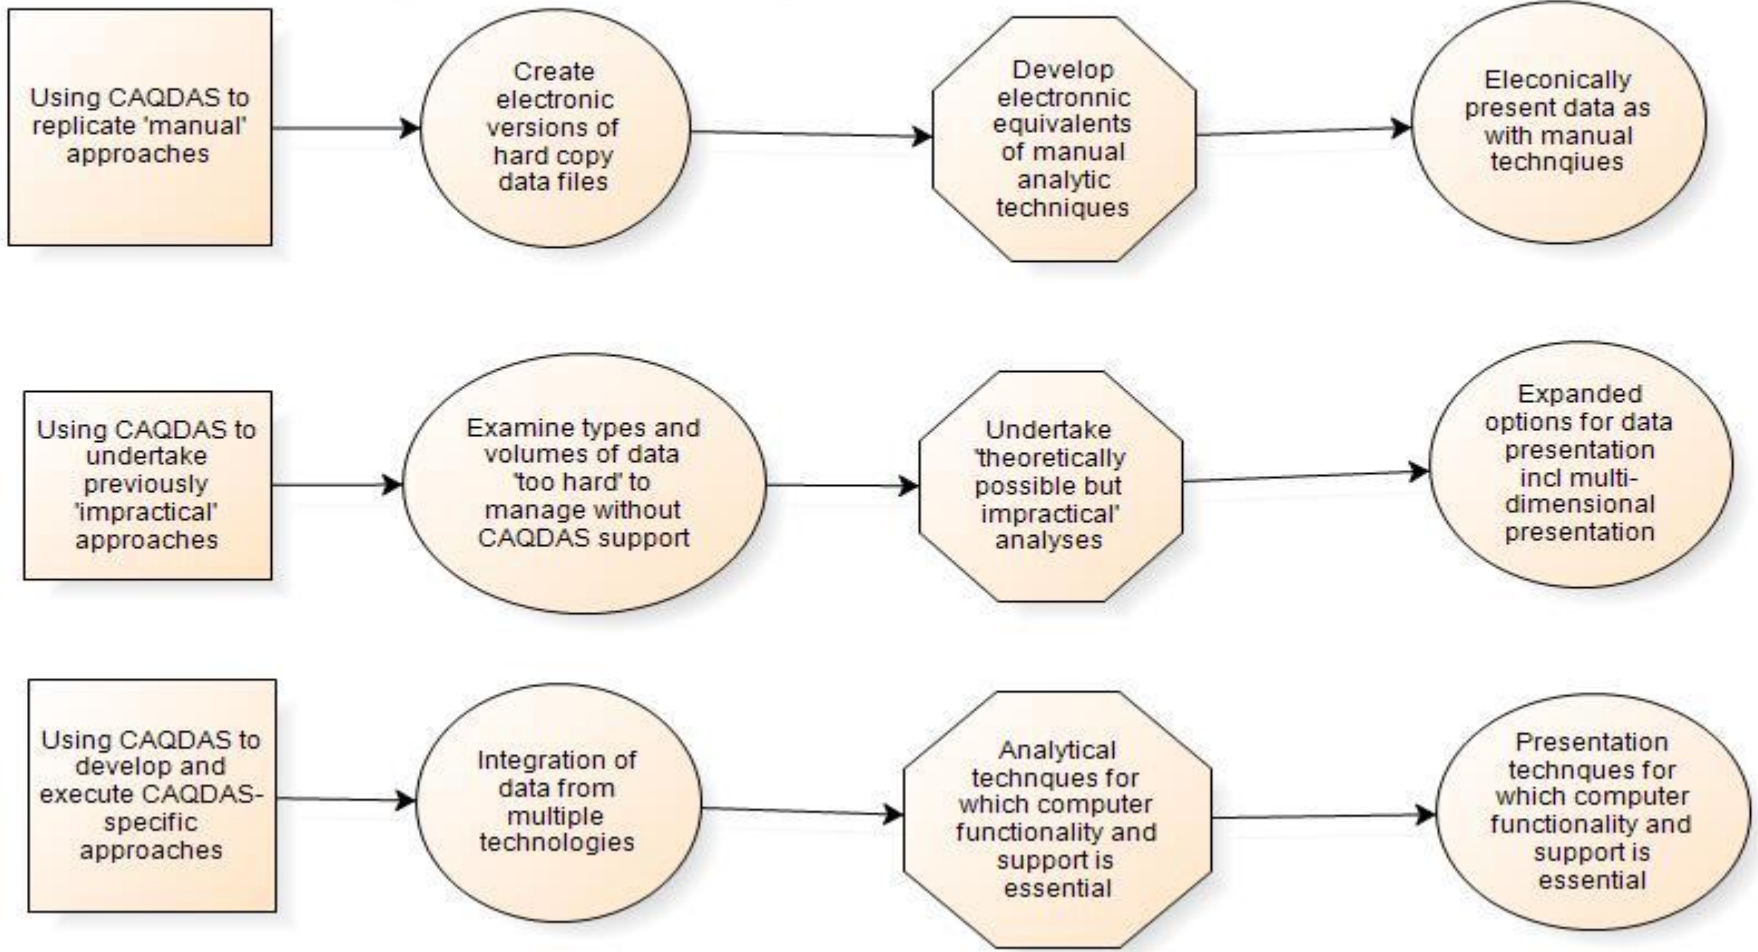 Using CAQDAS to
replicate 'manual'
approaches
Create
electronic
versions of
hard copy
data files
Develop
electronnic
equivalents
of manual
analytic
techniques
Eleconically
present data as
with manual
technqiues
Using CAQDAS to
undertake
previously
'impractical'
approaches
Examine types and
volumes of data
'too hard' to
manage without
CAQDAS support
Undertake
'theoretically
possible but
impractical'
analyses
Expanded
options for data
presentation
incl multi-
dimensional
presentation
Using CAQDAS to
develop and
execute CAQDAS-
specific
approaches
Integration of
data from
multiple
technologies
Analytical
technques for
which computer
functionality and
support is
essential
Presentation
technques for
which computer
functionality and
support is
essential